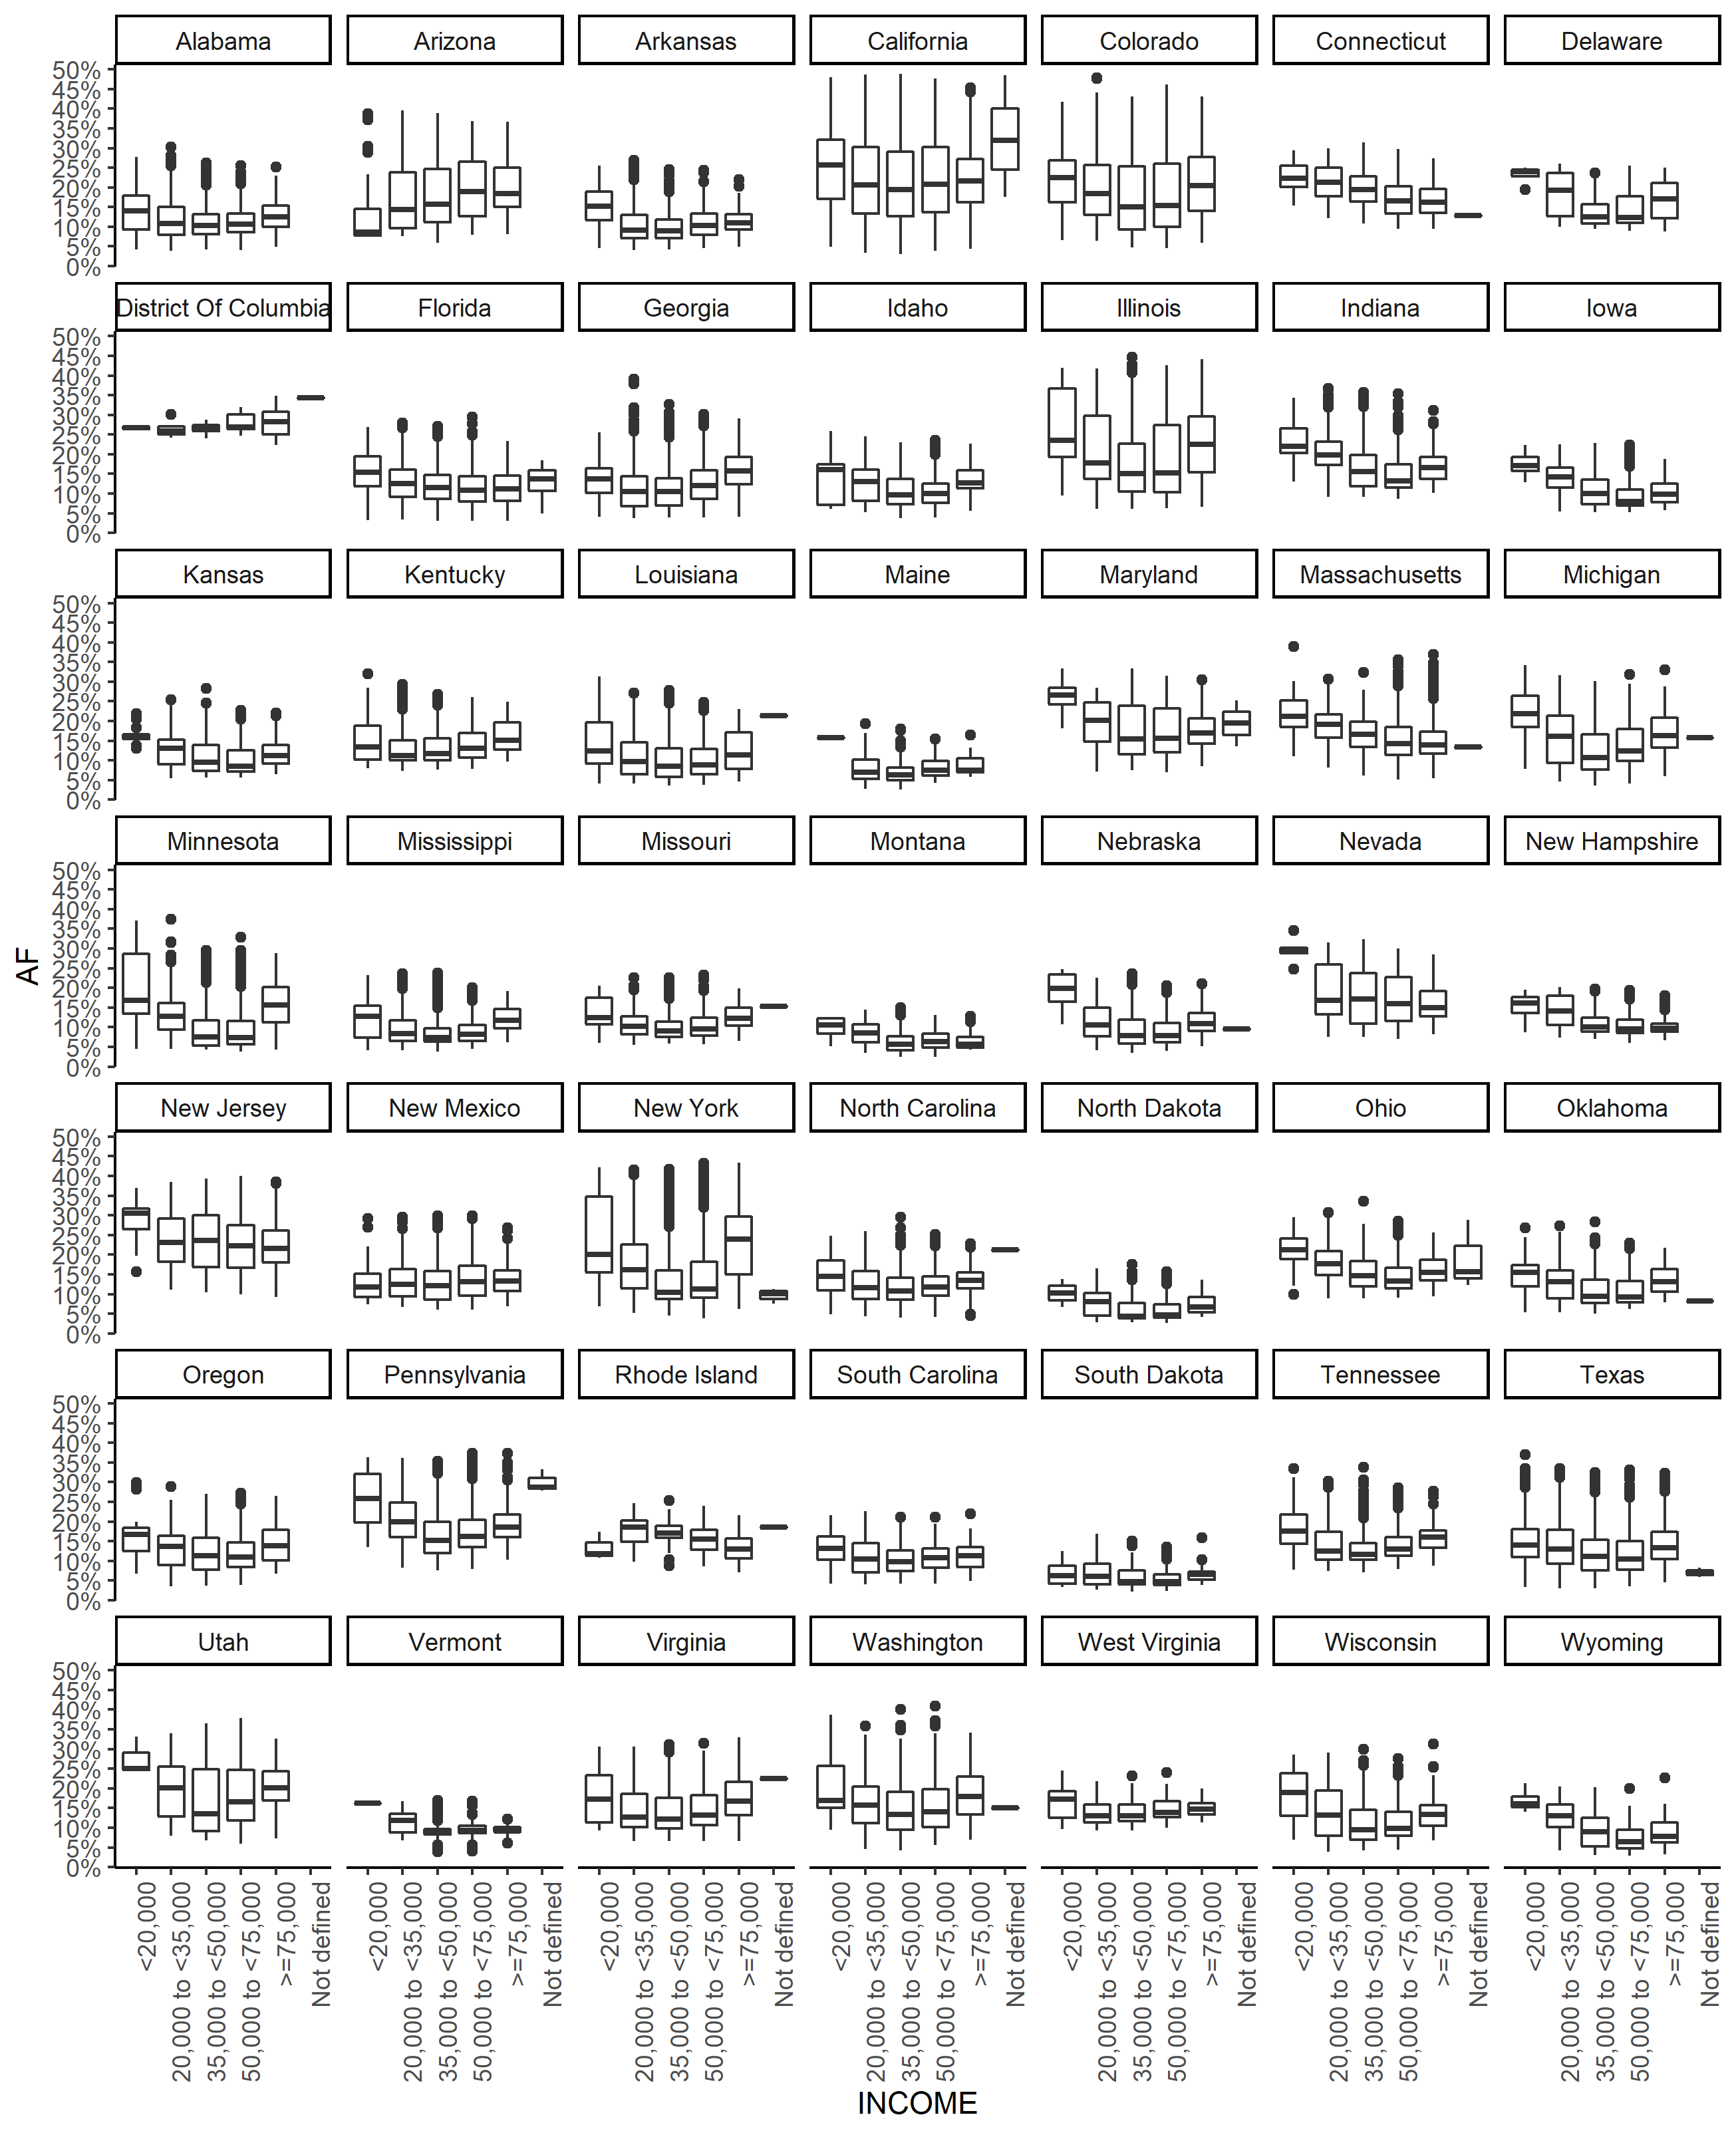 Alabama Arizona Arkansas California Colorado Connecticut Delaware
50%
45%
40%
35%
30%
25%
20%
15%
10%
5%
0%
District Of Columbia Florida Georgia Idaho Illinois Indiana Iowa
50%
45%
40%
35%
30%
25%
20%
15%
10%
5%
0%
Kansas Kentucky Louisiana Maine Maryland Massachusetts Michigan
50%
45%
40%
35%
30%
25%
20%
15%
10%
5%
0%
Minnesota Mississippi Missouri Montana Nebraska Nevada New Hampshire
50%
45%
40%
35%
30%
25%
20%
15%
10%
5%
0%
AF
New Jersey New Mexico New York North Carolina North Dakota Ohio Oklahoma
50%
45%
40%
35%
30%
25%
20%
15%
10%
5%
0%
Oregon Pennsylvania Rhode Island South Carolina South Dakota Tennessee Texas
50%
45%
40%
35%
30%
25%
20%
15%
10%
5%
0%
Utah Vermont Virginia Washington West Virginia Wisconsin Wyoming
50%
45%
40%
35%
30%
25%
20%
15%
10%
5%
0%
<20,000
20,000 to <35,000
35,000 to <50,000
50,000 to <75,000
>=75,000
Not defined
<20,000
20,000 to <35,000
35,000 to <50,000
50,000 to <75,000
>=75,000
Not defined
<20,000
20,000 to <35,000
35,000 to <50,000
50,000 to <75,000
>=75,000
Not defined
<20,000
20,000 to <35,000
35,000 to <50,000
50,000 to <75,000
>=75,000
Not defined
<20,000
20,000 to <35,000
35,000 to <50,000
50,000 to <75,000
>=75,000
Not defined
<20,000
20,000 to <35,000
35,000 to <50,000
50,000 to <75,000
>=75,000
Not defined
<20,000
20,000 to <35,000
35,000 to <50,000
50,000 to <75,000
>=75,000
Not defined
INCOME